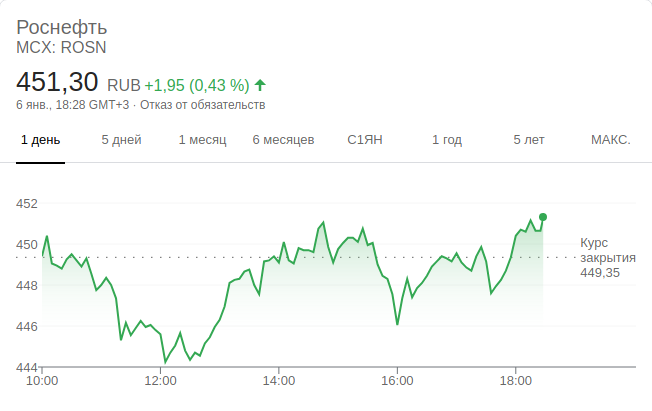 Роснефть
MCX: ROSN
451,30 RUB +1,95 (0,43 %)
6 янв., 18:28 GMT+3 · Отказ от обязательств
1 день 5 дней 1 месяц 6 месяцев С1ЯН 1 год 5 лет МАКС.
452
450
448
446
444
Курс
закрытия
449,35
10:00 12:00 14:00 16:00 18:00